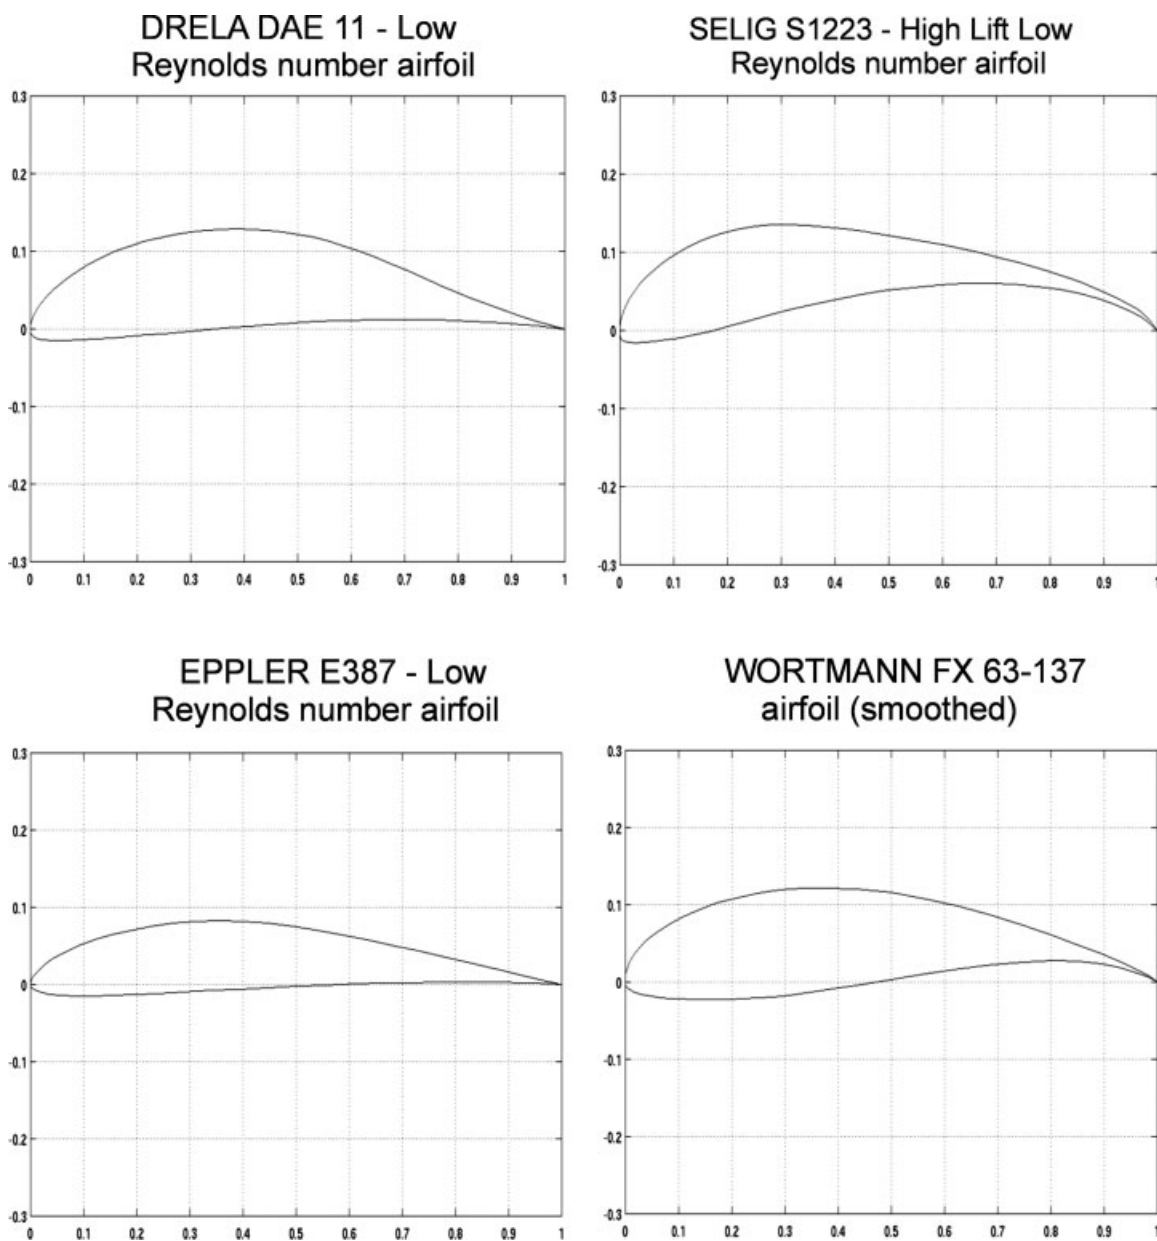 DRELA DAE 11 - Low
Reynolds number airfoil
0.3
0.2
0.1
0
-0.1
-0.2
-0.3
0 0.1 0.2 0.3 0.4 0.5 0.6 0.7 0.8 0.9 1
SELIG S1223 - High Lift Low
Reynolds number airfoil
0.3
0.2
0.1
0
-0.1
-0.2
-0.3
0 0.1 0.2 0.3 0.4 0.5 0.6 0.7 0.8 0.9 1
EPPLER E387 - Low
Reynolds number airfoil
0.3
0.2
0.1
0
-0.1
-0.2
-0.3
0 0.1 0.2 0.3 0.4 0.5 0.6 0.7 0.8 0.9 1
WORTMANN FX 63-137
airfoil (smoothed)
0.3
0.2
0.1
0
-0.1
-0.2
-0.3
0 0.1 0.2 0.3 0.4 0.5 0.6 0.7 0.8 0.9 1